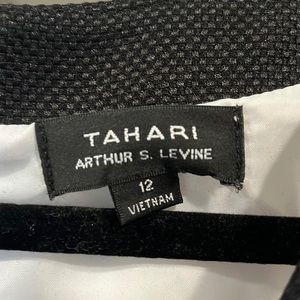 TAHARI
ARTHUR S. LEVINE
12
VIETNAM